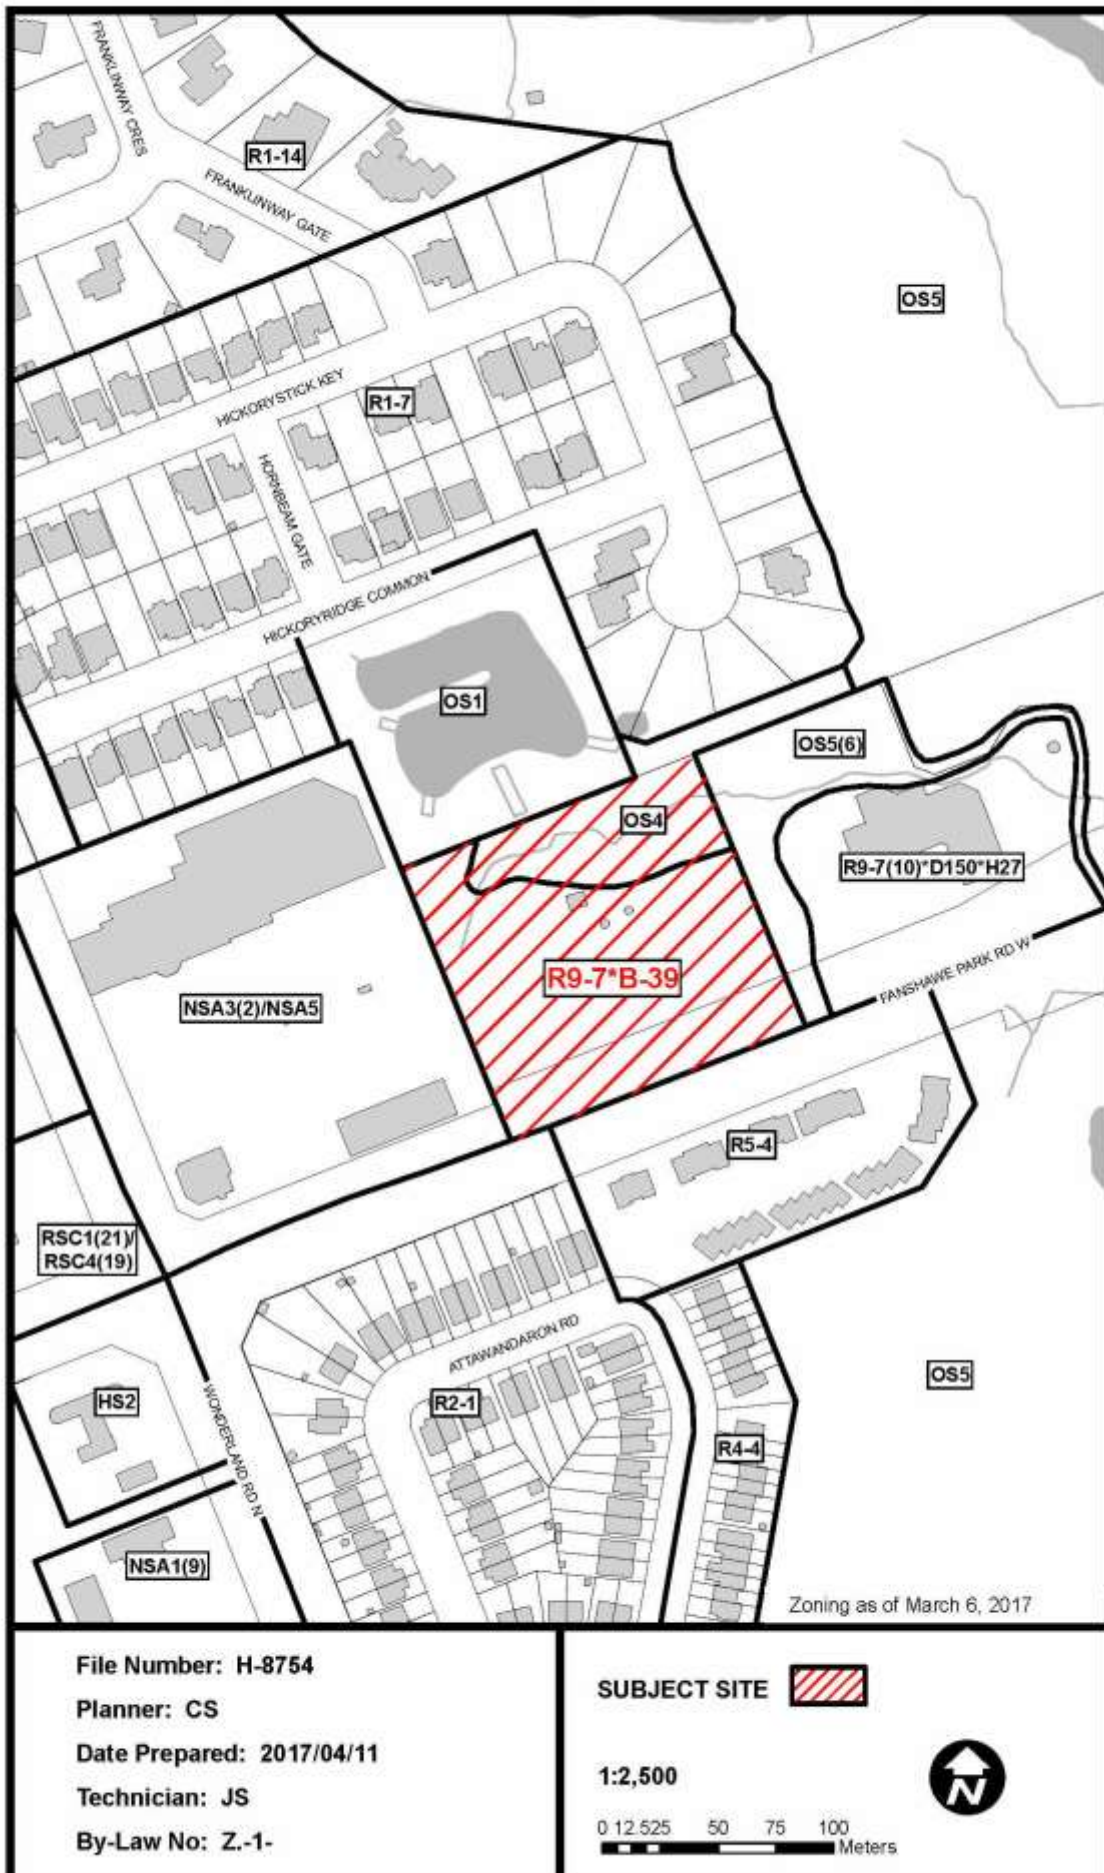 FRANKLINWAY CRES
R1-14
FRANKLINWAY GATE
OS5
HICKORYSTICK KEY
R1-7
HORNBEAM GATE
HICKORYRIDGE COMMON
OS1
OS5(6)
OS4
R9-7(10)*D150*H27
R9-7*B-39
FANSHAWE PARK RD W
NSA3(2)/NSA5
R5-4
RSC1(21)/
RSC4(19)
ATTAWANDARON RD
OS5
HS2
R2-1
WONDERLAND RD N
R4-4
NSA1(9)
Zoning as of March 6, 2017
File Number: H-8754
Planner: CS
Date Prepared: 2017/04/11
Technician: JS
By-Law No: Z.-1-
SUBJECT SITE
1:2,500
N
0 12.525 50 75 100
Meters